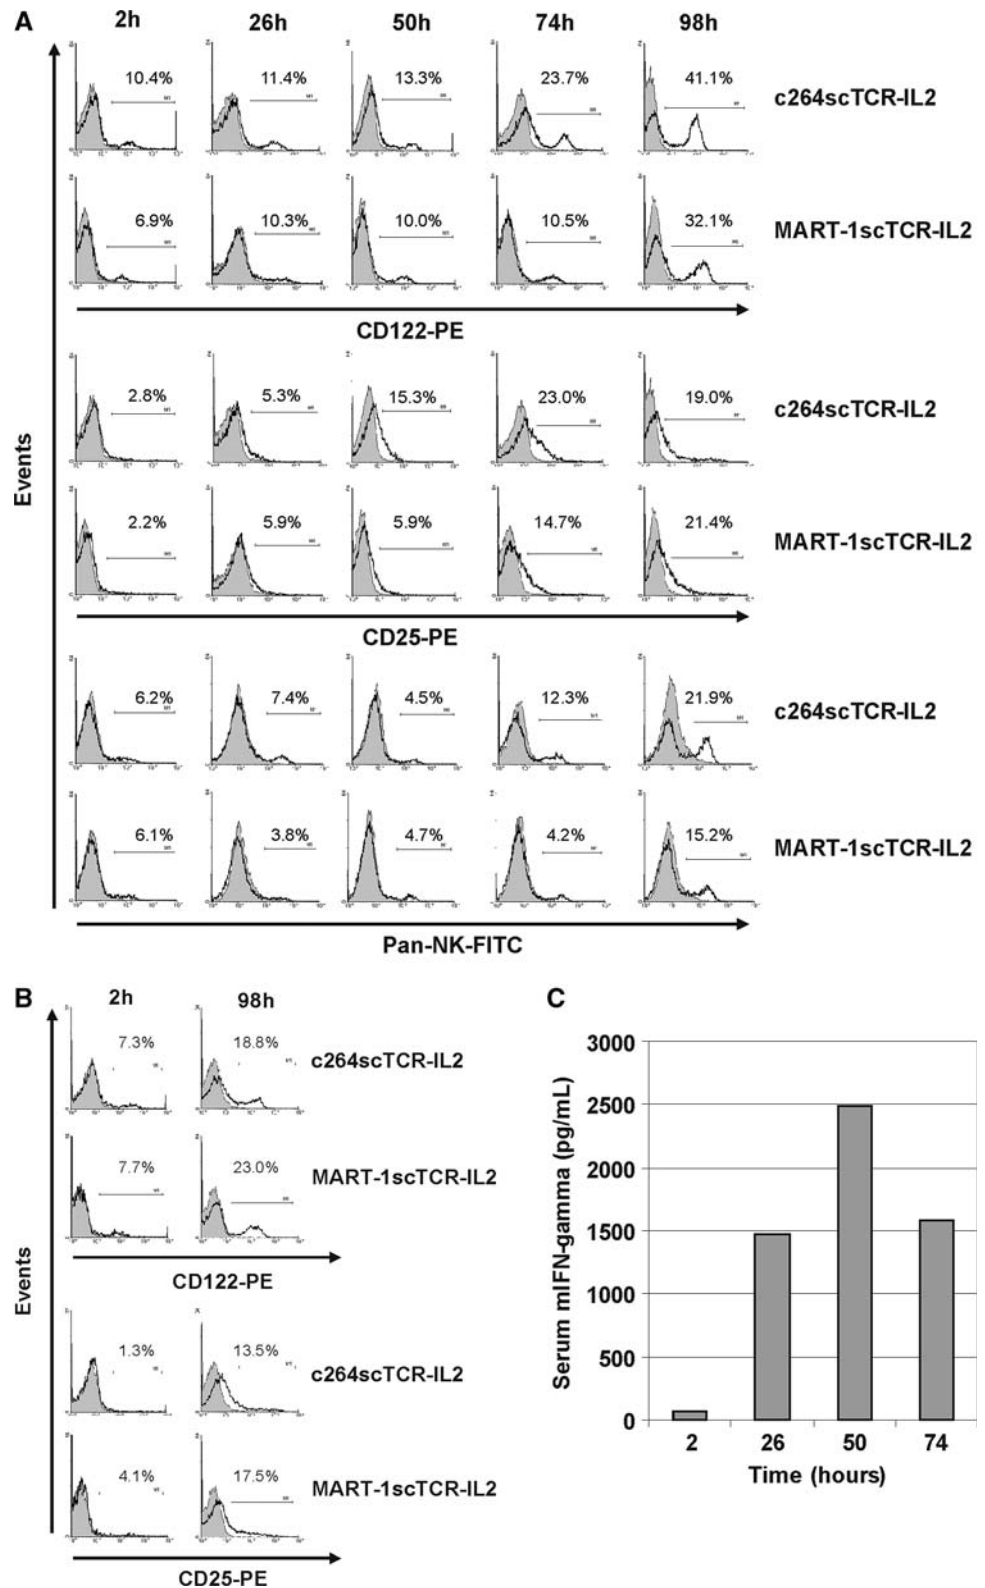 A
2h 26h 50h 74h 98h
10.4% 11.4% 13.3% 23.7% 41.1% c264scTCR-IL2
6.9% 10.3% 10.0% 10.5% 32.1% MART-1scTCR-IL2
CD122-PE
2.8% 5.3% 15.3% 23.0% 19.0% c264scTCR-IL2
Events
2.2% 5.9% 5.9% 14.7% 21.4% MART-1scTCR-IL2
CD25-PE
6.2% 7.4% 4.5% 12.3% 21.9% c264scTCR-IL2
6.1% 3.8% 4.7% 4.2% 15.2% MART-1scTCR-IL2
Pan-NK-FITC
B
2h 98h
7.3% 18.8% c264scTCR-IL2
7.7% 23.0% MART-1scTCR-IL2
CD122-PE
Events
1.3% 13.5% c264scTCR-IL2
4.1% 17.5% MART-1scTCR-IL2
CD25-PE
C
Serum mIFN-gamma (pg/mL)
3000
2500
2000
1500
1000
500
0
2 26 50 74
Time (hours)